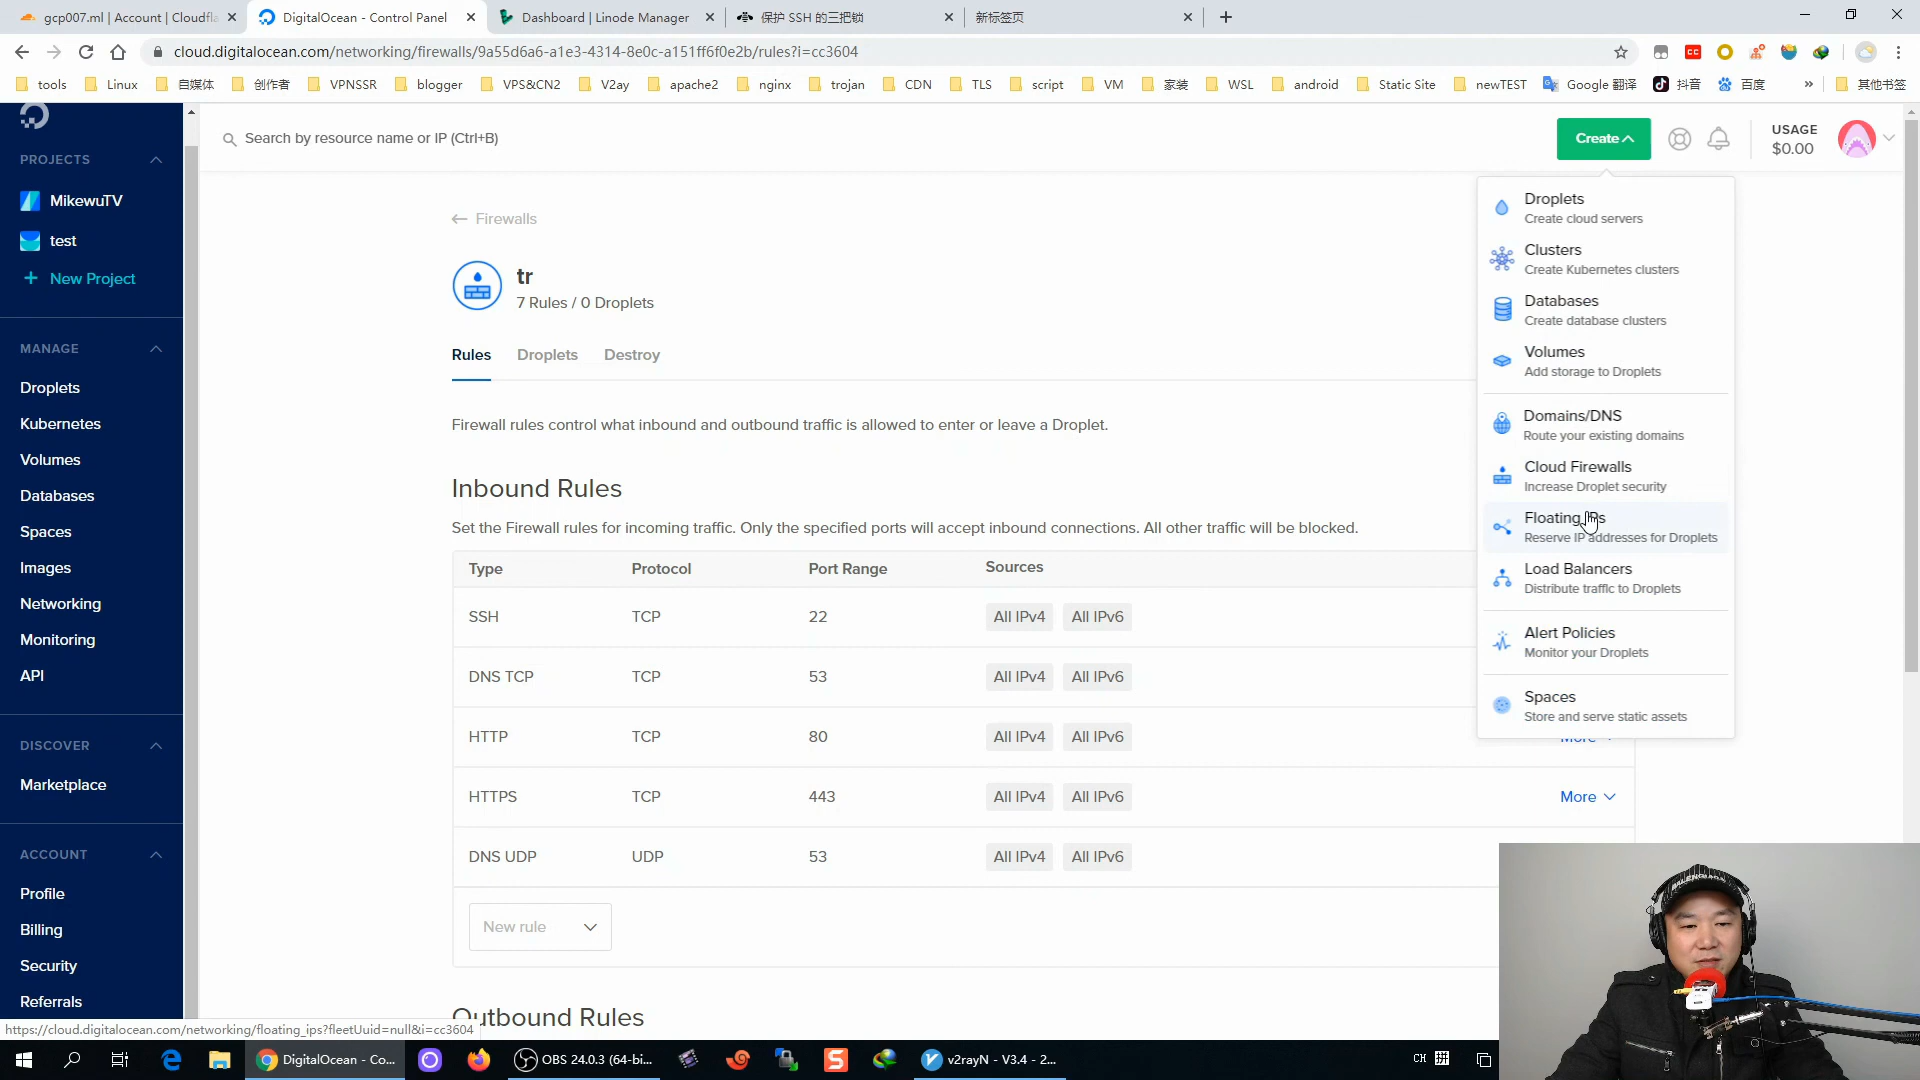 gcp007.ml | Account | Cloudfla
DigitalOcean - Control Panel
Dashboard | Linode Manager
保护 SSH 的三把锁
新标签页
cloud.digitalocean.com/networking/firewalls/9a55d6a6-a1e3-4314-8e0c-a151ff6f0e2b/rules?i=cc3604
tools
Linux
自媒体
创作者
VPNSSR
blogger
VPS&CN2
V2ay
apache2
nginx
trojan
CDN
TLS
script
VM
家装
WSL
android
Static Site
newTEST
Google 翻译
抖音
百度
»
其他书签
Search by resource name or IP (Ctrl+B)
Create
USAGE
$0.00
PROJECTS
MikewuTV
test
+ New Project
MANAGE
Droplets
Kubernetes
Volumes
Databases
Spaces
Images
Networking
Monitoring
API
DISCOVER
Marketplace
ACCOUNT
Profile
Billing
Security
Referrals
← Firewalls
tr
7 Rules / 0 Droplets
Rules
Droplets
Destroy
Firewall rules control what inbound and outbound traffic is allowed to enter or leave a Droplet.
Inbound Rules
Set the Firewall rules for incoming traffic. Only the specified ports will accept inbound connections. All other traffic will be blocked.
Type Protocol Port Range Sources
SSH TCP 22 All IPv4 All IPv6
DNS TCP TCP 53 All IPv4 All IPv6
HTTP TCP 80 All IPv4 All IPv6
HTTPS TCP 443 All IPv4 All IPv6 More
DNS UDP UDP 53 All IPv4 All IPv6
New rule
Outbound Rules
Droplets
Create cloud servers
Clusters
Create Kubernetes clusters
Databases
Create database clusters
Volumes
Add storage to Droplets
Domains/DNS
Route your existing domains
Cloud Firewalls
Increase Droplet security
Floating IPs
Reserve IP addresses for Droplets
Load Balancers
Distribute traffic to Droplets
Alert Policies
Monitor your Droplets
Spaces
Store and serve static assets
More
https://cloud.digitalocean.com/networking/floating_ips?fleetUuid=null&i=cc3604
DigitalOcean - Co...
OBS 24.0.3 (64-bi...
v2rayN - V3.4 - 2...
CH